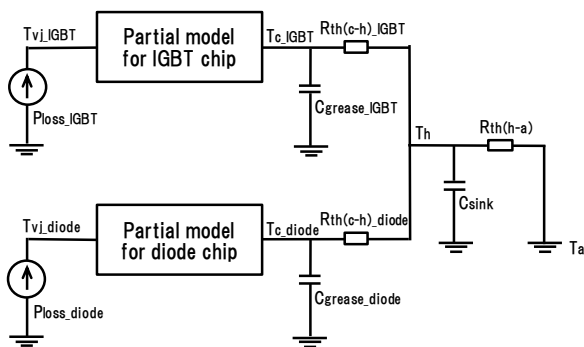 Tvj_IGBT
Partial model
for IGBT chip
Tc_IGBT
Rth(c-h)_IGBT
Ploss_IGBT
Cgrease_IGBT
Th
Rth(h-a)
Csink
Ta
Tvj_diode
Partial model
for diode chip
Tc_diode
Rth(c-h)_diode
Ploss_diode
Cgrease_diode